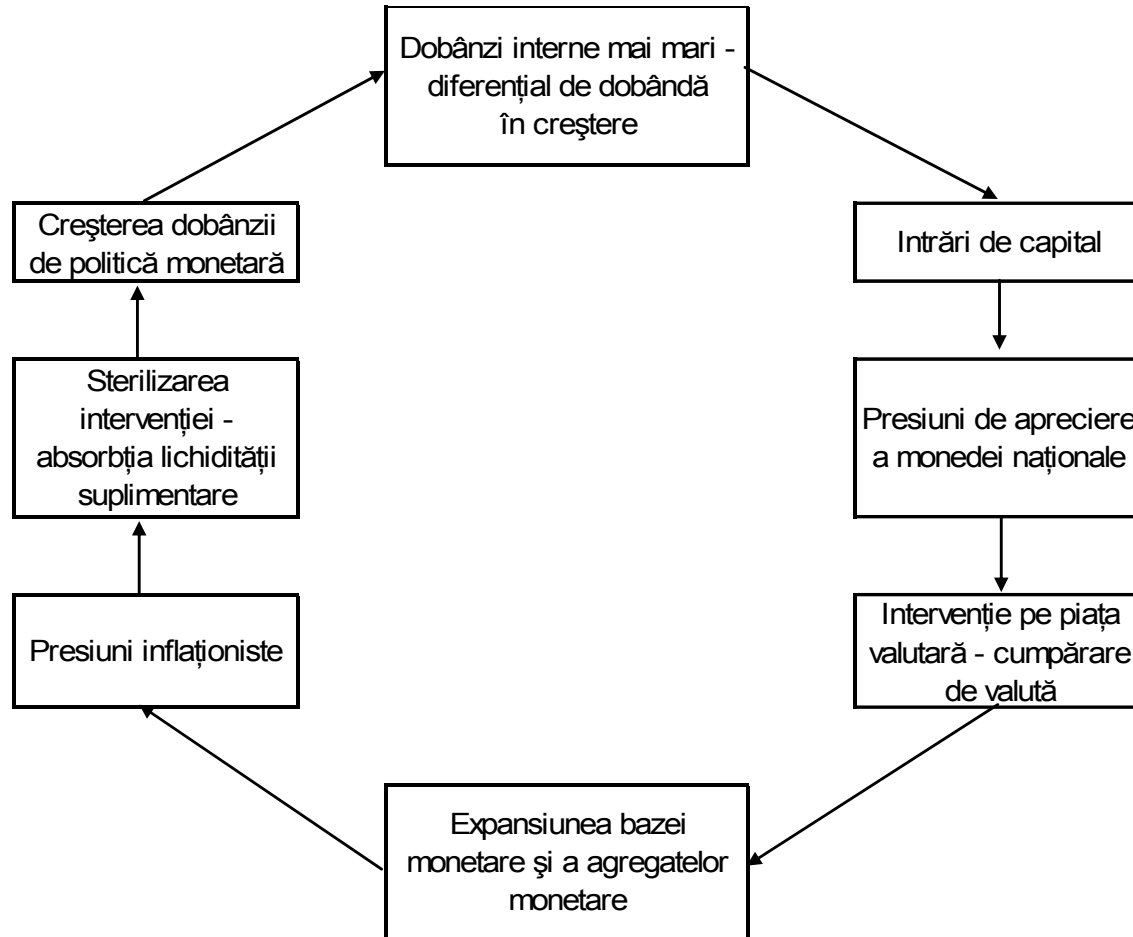 Dobânzi interne mai mari -
diferențial de dobândă
în creştere
Intrări de capital
Presiuni de apreciere
a monedei naționale
Intervenție pe piața
valutară - cumpărare
de valută
Expansiunea bazei
monetare şi a agregatelor
monetare
Presiuni inflaționiste
Sterilizarea
intervenției -
absorbția lichidității
suplimentare
Creşterea dobânzii
de politică monetară